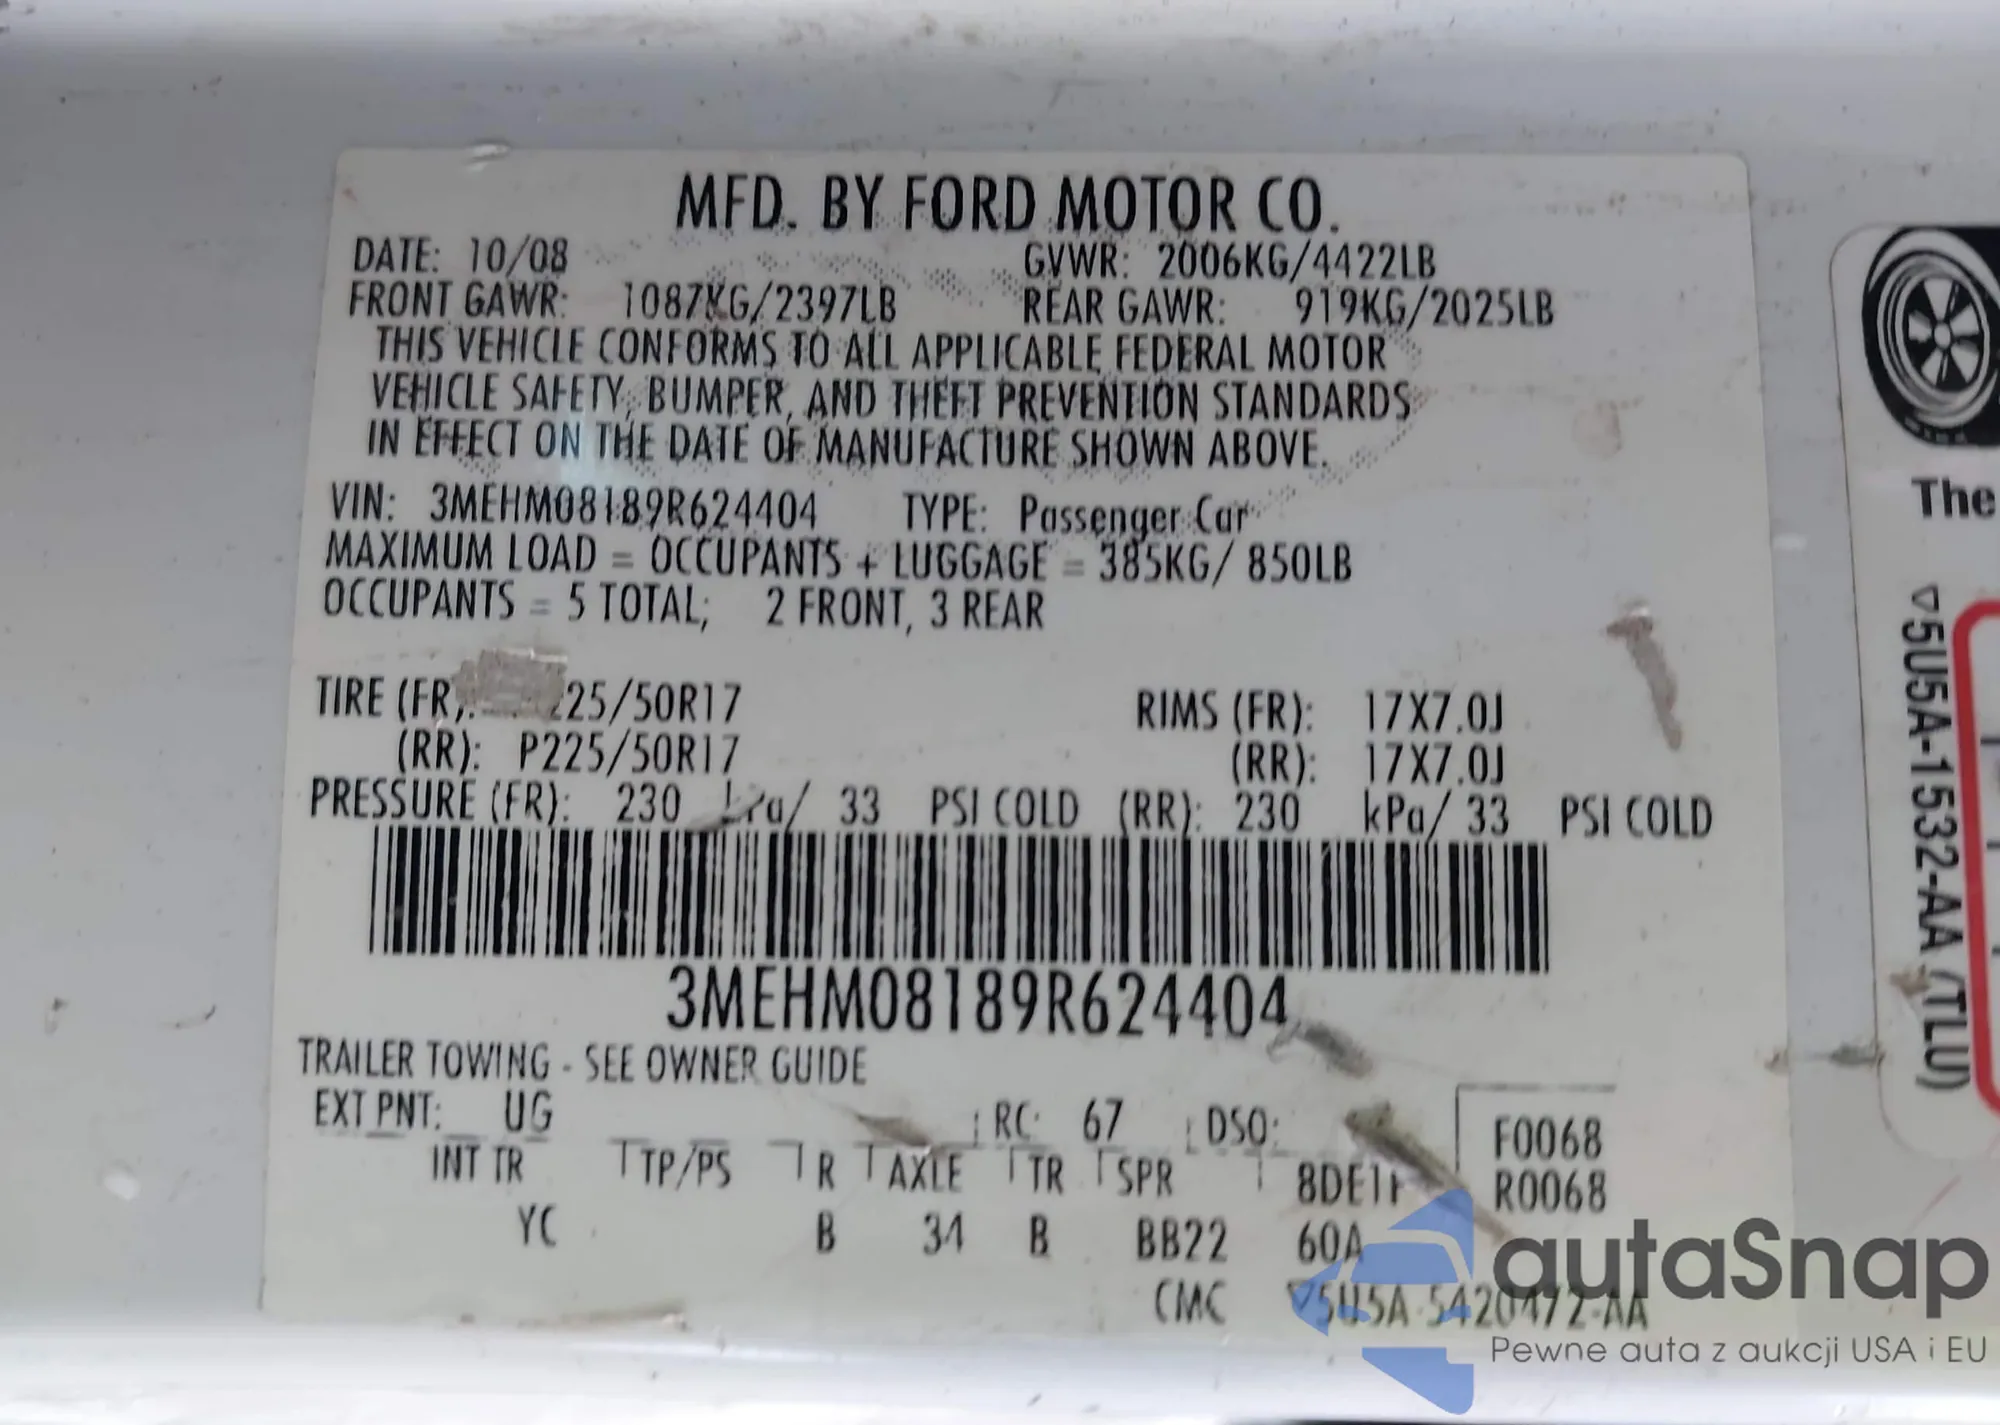 MFD. BY FORD MOTOR CO.
DATE: 10/08 GVWR: 2006KG/4422LB
FRONT GAWR: 1087KG/2397LB REAR GAWR: 919KG/2025LB
THIS VEHICLE CONFORMS TO ALL APPLICABLE FEDERAL MOTOR
VEHICLE SAFETY, BUMPER, AND THEFT PREVENTION STANDARDS
IN EFFECT ON THE DATE OF MANUFACTURE SHOWN ABOVE.
VIN: 3MEHM08189R624404 TYPE: Passenger Car
MAXIMUM LOAD = OCCUPANTS + LUGGAGE = 385KG/ 850LB
OCCUPANTS = 5 TOTAL; 2 FRONT, 3 REAR
TIRE (FR): 225/50R17 RIMS (FR): 17X7.0J
(RR): P225/50R17 (RR): 17X7.0J
PRESSURE (FR): 230 kPa/ 33 PSI COLD (RR): 230 kPa/ 33 PSI COLD
3MEHM08189R624404
TRAILER TOWING - SEE OWNER GUIDE
EXT PNT: UG RC: 67 DSO: F0068
INT TR TP/PS R AXLE TR SPR R0068
YC B 34 B BB22 60A
CMC ▽5U5A-5420472-AA
The
▽5U5A-1532-AA (TLU)
autaSnap
Pewne auta z aukcji USA i EU